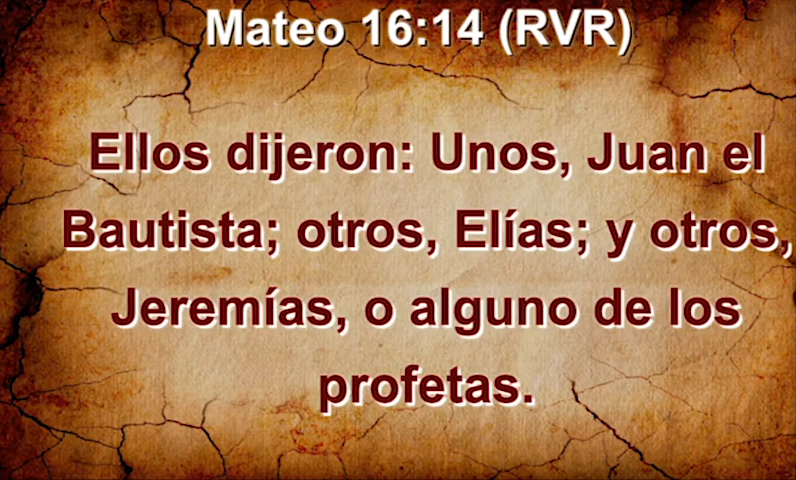 Mateo 16:14 (RVR)
Ellos dijeron: Unos, Juan el
Bautista; otros, Elías; y otros,
Jeremías, o alguno de los
profetas.